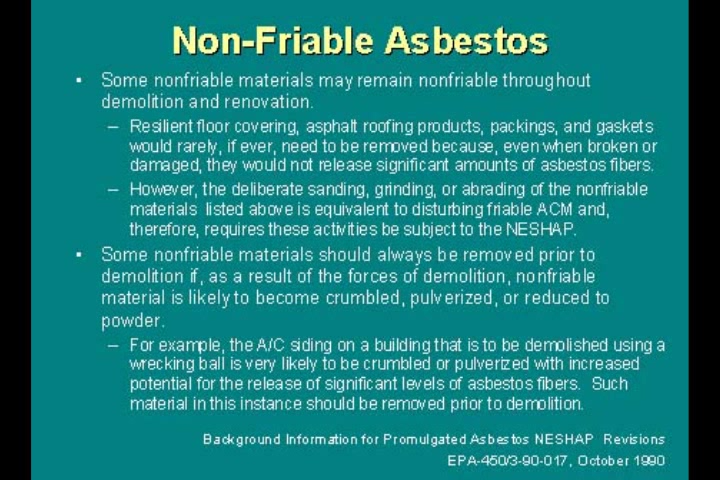 Non-Friable Asbestos
• Some nonfriable materials may remain nonfriable throughout
demolition and renovation.
– Resilient floor covering, asphalt roofing products, packings, and gaskets
would rarely, if ever, need to be removed because, even when broken or
damaged, they would not release significant amounts of asbestos fibers.
– However, the deliberate sanding, grinding, or abrading of the nonfriable
materials listed above is equivalent to disturbing friable ACM and,
therefore, requires these activities be subject to the NESHAP.
• Some nonfriable materials should always be removed prior to
demolition if, as a result of the forces of demolition, nonfriable
material is likely to become crumbled, pulverized, or reduced to
powder.
– For example, the A/C siding on a building that is to be demolished using a
wrecking ball is very likely to be crumbled or pulverized with increased
potential for the release of significant levels of asbestos fibers. Such
material in this instance should be removed prior to demolition.
Background Information for Promulgated Asbestos NESHAP Revisions
EPA-450/3-90-017, October 1990